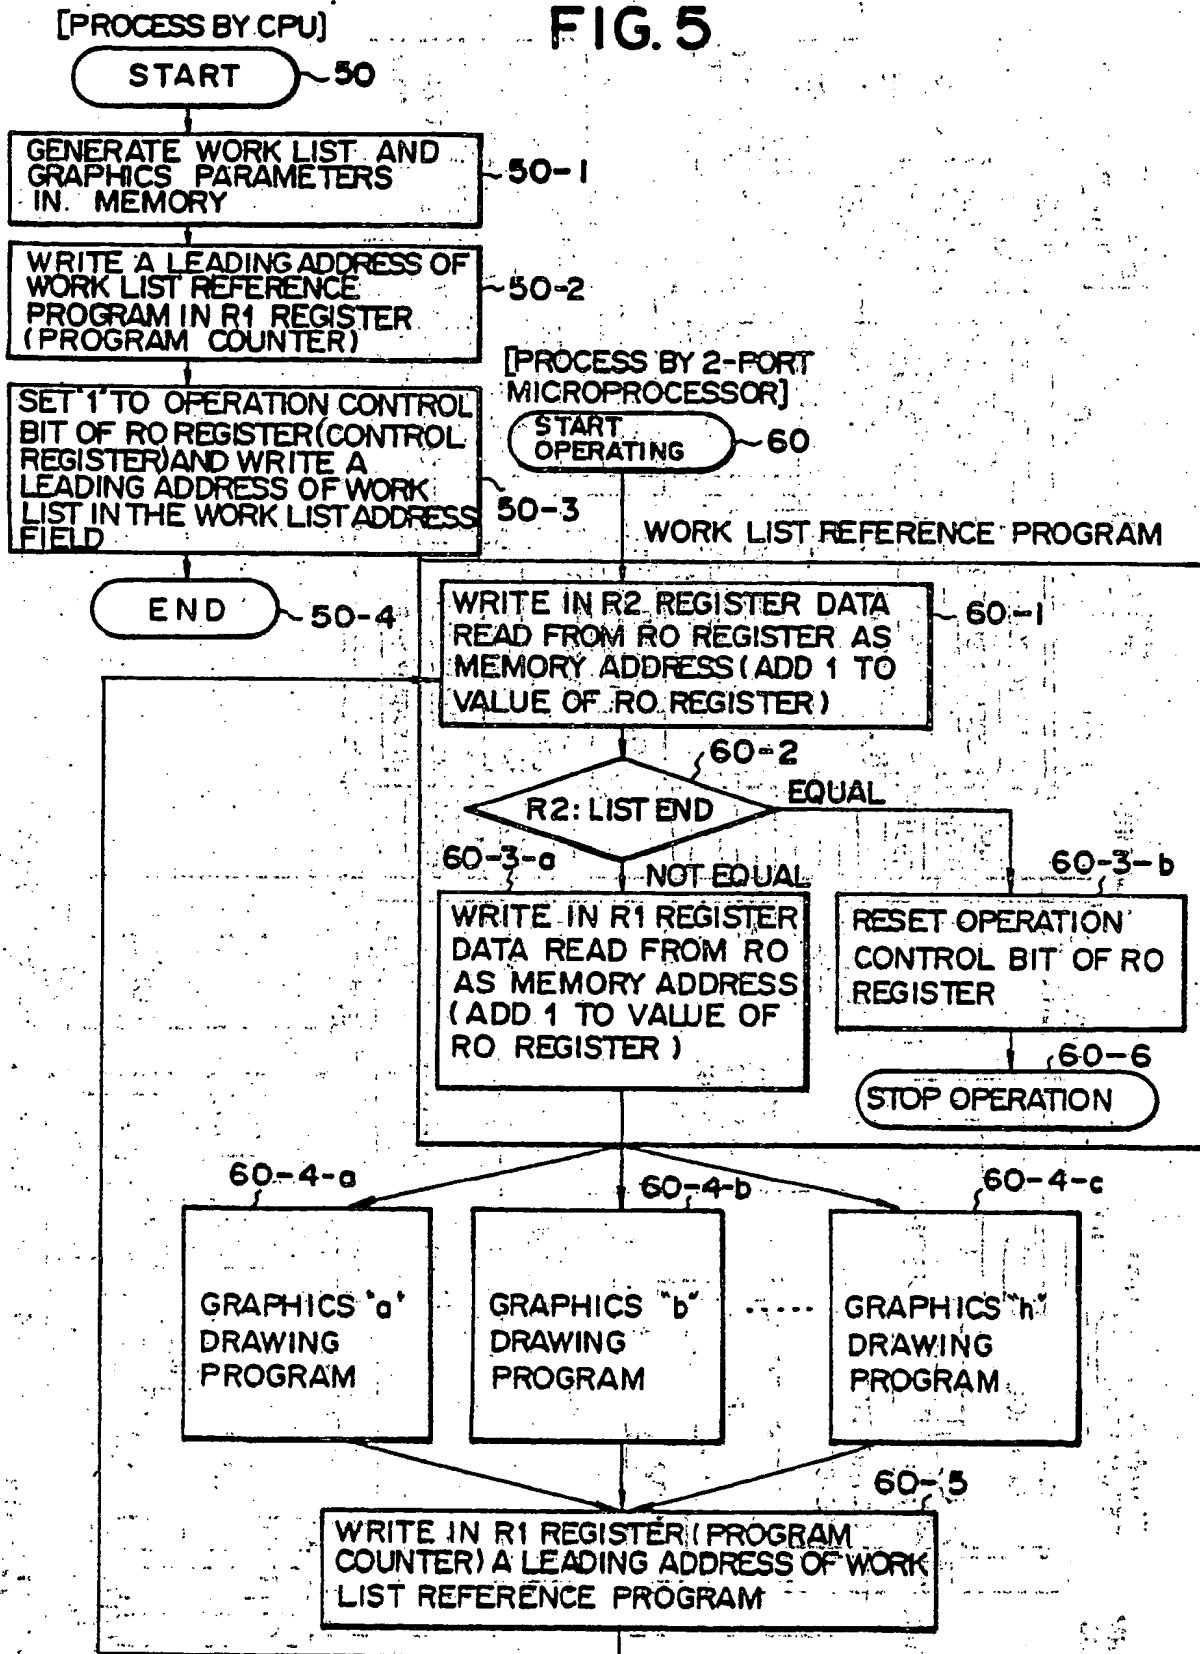 FIG. 5
[PROCESS BY CPU]
START
50
GENERATE WORK LIST AND
GRAPHICS PARAMETERS
IN. MEMORY
50-1
WRITE A LEADING ADDRESS OF
WORK LIST REFERENCE
PROGRAM IN R1 REGISTER
(PROGRAM COUNTER)
50-2
SET "1" TO OPERATION CONTROL
BIT OF RO REGISTER(CONTROL
REGISTER)AND WRITE A
LEADING ADDRESS OF WORK
LIST IN THE WORK LIST ADDRESS
FIELD
50-3
END
50-4
[PROCESS BY 2-PORT
MICROPROCESSOR]
START
OPERATING
60
WORK LIST REFERENCE PROGRAM
WRITE IN R2 REGISTER DATA
READ FROM RO REGISTER AS
MEMORY ADDRESS (ADD 1 TO
VALUE OF RO REGISTER)
60-1
60-2
R2: LIST END
EQUAL
60-3-a
NOT EQUAL
60-3-b
WRITE IN R1 REGISTER
DATA READ FROM RO
AS MEMORY ADDRESS
(ADD 1 TO VALUE OF
RO REGISTER)
RESET OPERATION
CONTROL BIT OF RO
REGISTER
60-6
STOP OPERATION
60-4-a
60-4-b
60-4-c
GRAPHICS "a"
DRAWING
PROGRAM
GRAPHICS "b"
DRAWING
PROGRAM
.....
GRAPHICS "h"
DRAWING
PROGRAM
60-5
WRITE IN R1 REGISTER (PROGRAM
COUNTER) A LEADING ADDRESS OF WORK
LIST REFERENCE PROGRAM